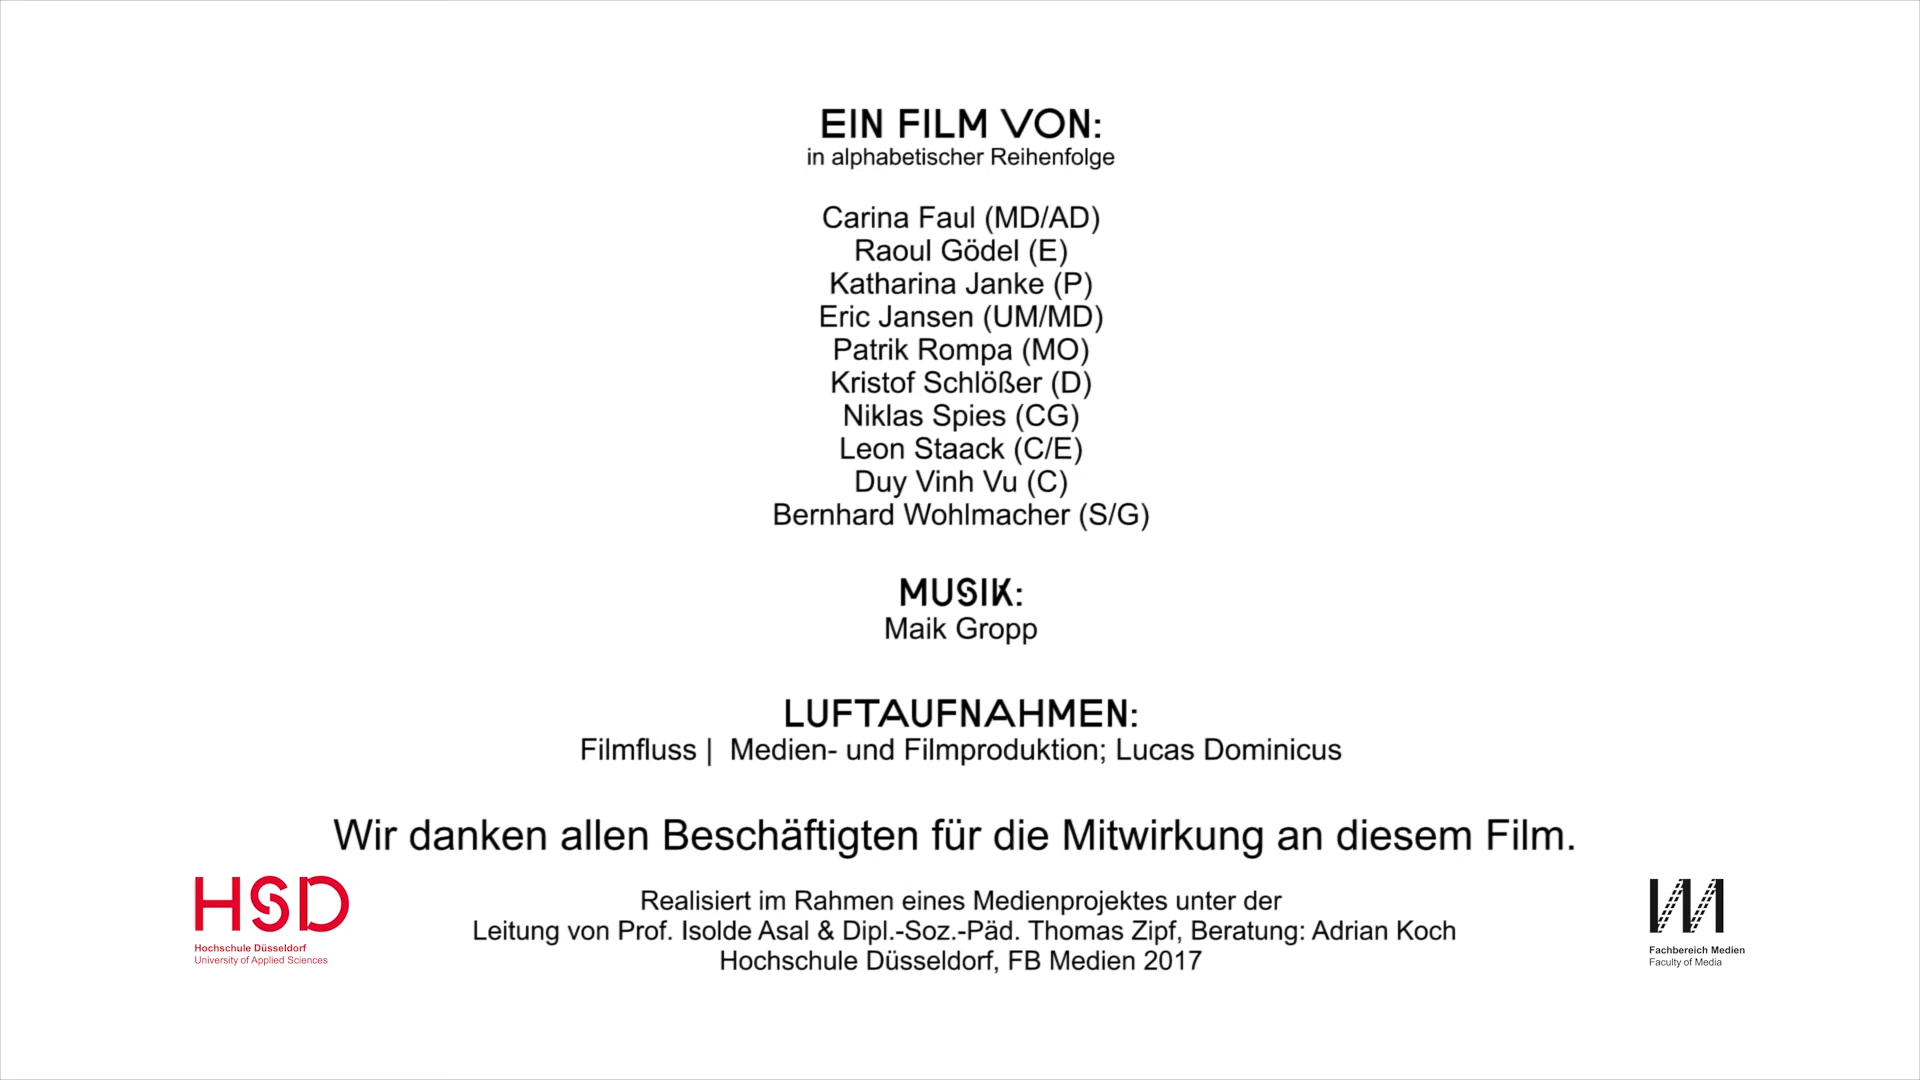 EIN FILM VON:
in alphabetischer Reihenfolge
Carina Faul (MD/AD)
Raoul Gödel (E)
Katharina Janke (P)
Eric Jansen (UM/MD)
Patrik Rompa (MO)
Kristof Schlößer (D)
Niklas Spies (CG)
Leon Staack (C/E)
Duy Vinh Vu (C)
Bernhard Wohlmacher (S/G)
MUSIK:
Maik Gropp
LUFTAUFNAHMEN:
Filmfluss | Medien- und Filmproduktion; Lucas Dominicus
Wir danken allen Beschäftigten für die Mitwirkung an diesem Film.
Realisiert im Rahmen eines Medienprojektes unter der
Leitung von Prof. Isolde Asal & Dipl.-Soz.-Päd. Thomas Zipf, Beratung: Adrian Koch
Hochschule Düsseldorf, FB Medien 2017
HSD
Hochschule Düsseldorf
University of Applied Sciences
Fachbereich Medien
Faculty of Media